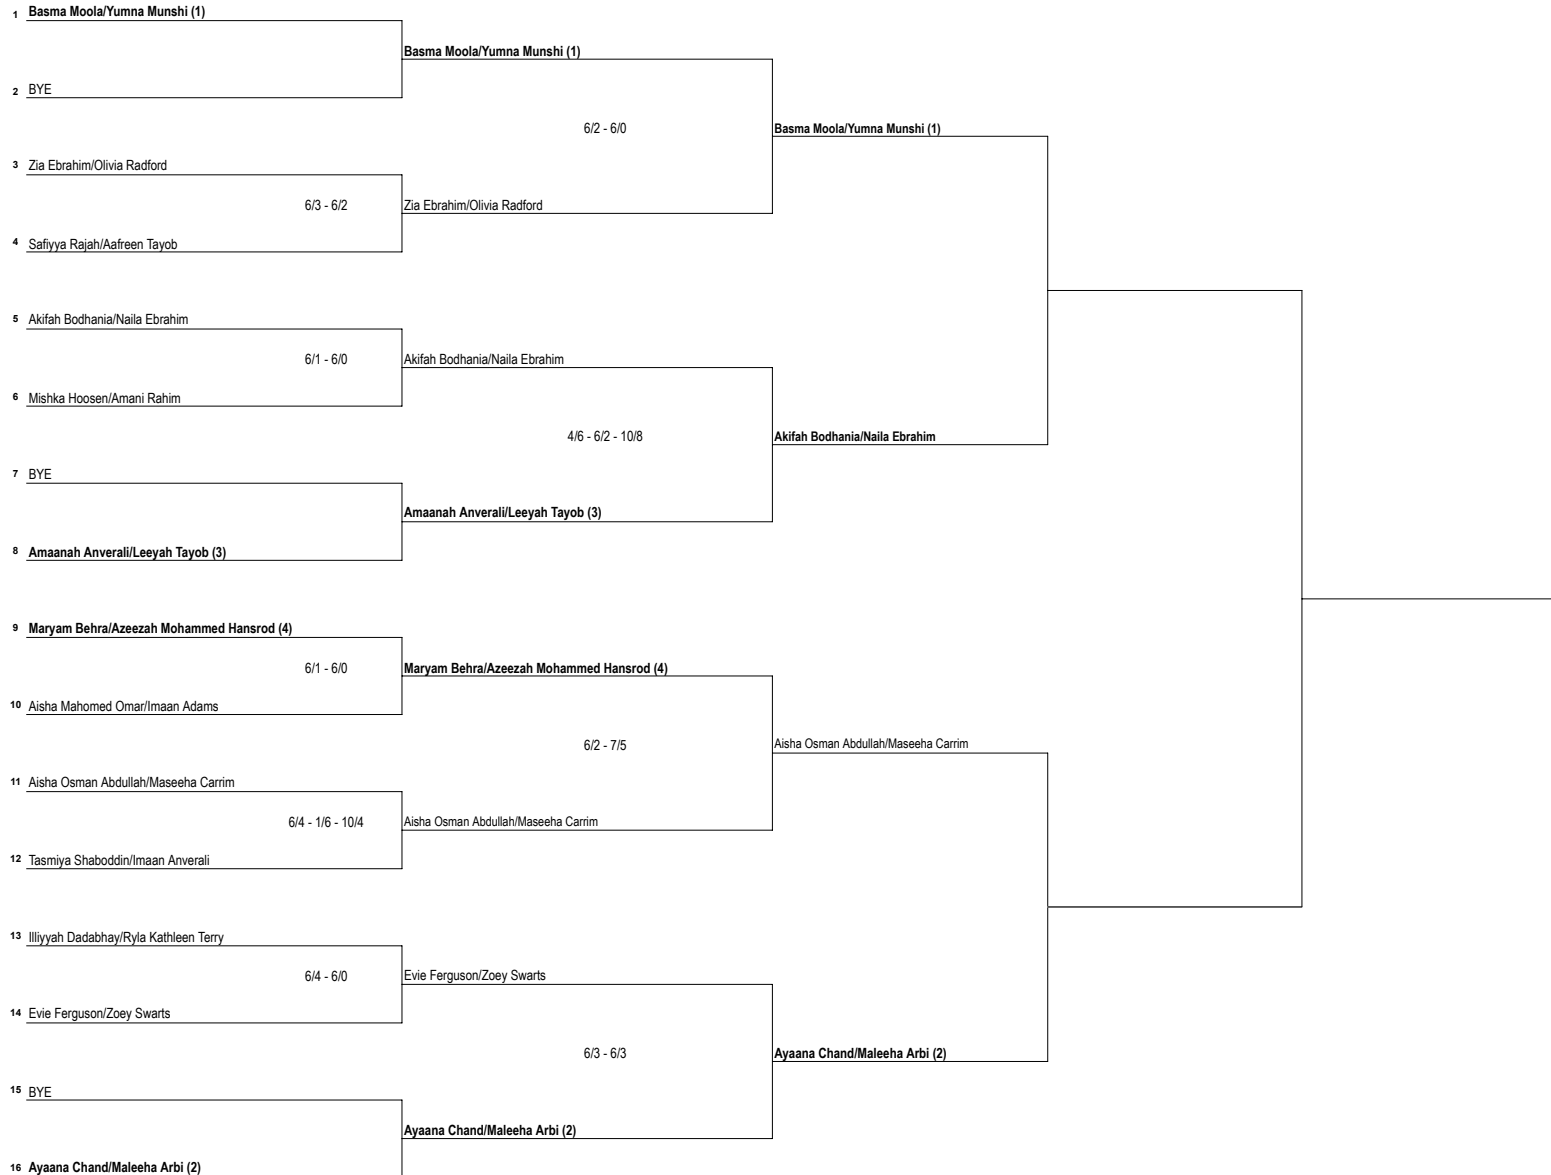 1 Basma Moola/Yumna Munshi (1)
Basma Moola/Yumna Munshi (1)
2 BYE
6/2 - 6/0 Basma Moola/Yumna Munshi (1)
3 Zia Ebrahim/Olivia Radford
6/3 - 6/2 Zia Ebrahim/Olivia Radford
4 Safiyya Rajah/Aafreen Tayob
5 Akifah Bodhania/Naila Ebrahim
6/1 - 6/0 Akifah Bodhania/Naila Ebrahim
6 Mishka Hoosen/Amani Rahim
4/6 - 6/2 - 10/8 Akifah Bodhania/Naila Ebrahim
7 BYE
Amaanah Anverali/Leeyah Tayob (3)
8 Amaanah Anverali/Leeyah Tayob (3)
9 Maryam Behra/Azeezah Mohammed Hansrod (4)
6/1 - 6/0 Maryam Behra/Azeezah Mohammed Hansrod (4)
10 Aisha Mahomed Omar/Imaan Adams
6/2 - 7/5 Aisha Osman Abdullah/Maseeha Carrim
11 Aisha Osman Abdullah/Maseeha Carrim
6/4 - 1/6 - 10/4 Aisha Osman Abdullah/Maseeha Carrim
12 Tasmiya Shaboddin/Imaan Anverali
13 Illiyyah Dadabhay/Ryla Kathleen Terry
6/4 - 6/0 Evie Ferguson/Zoey Swarts
14 Evie Ferguson/Zoey Swarts
6/3 - 6/3 Ayaana Chand/Maleeha Arbi (2)
15 BYE
Ayaana Chand/Maleeha Arbi (2)
16 Ayaana Chand/Maleeha Arbi (2)